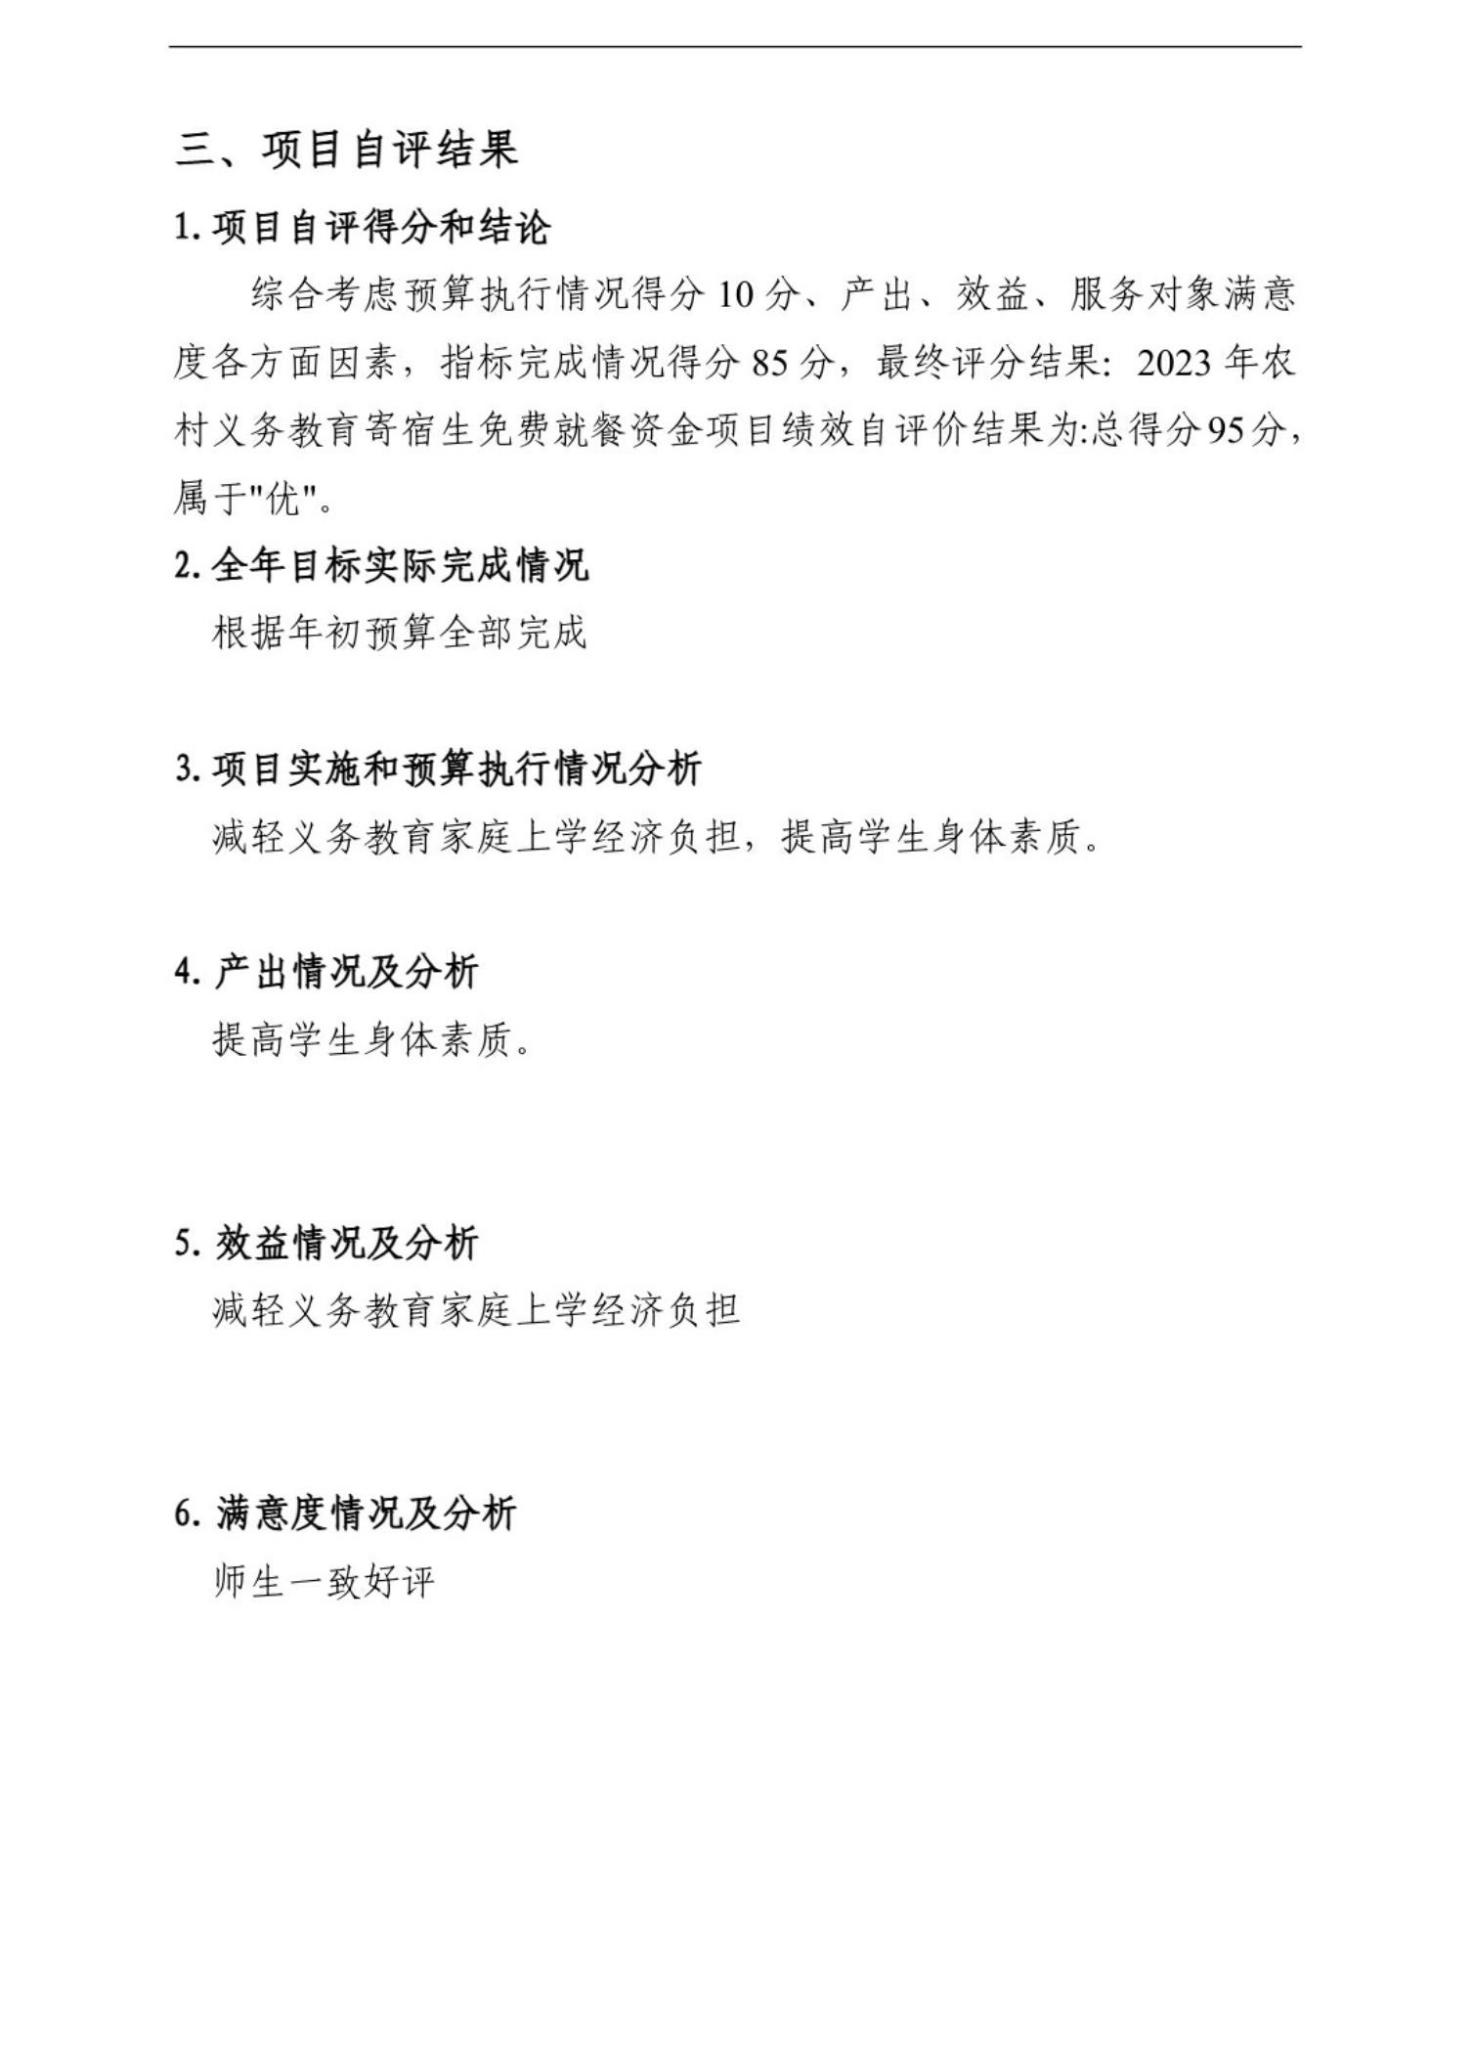 三、项目自评结果
1. 项目自评得分和结论
综合考虑预算执行情况得分 10 分、产出、效益、服务对象满意
度各方面因素，指标完成情况得分 85 分，最终评分结果：2023 年农
村义务教育寄宿生免费就餐资金项目绩效自评价结果为:总得分95分，
属于"优"。
2. 全年目标实际完成情况
根据年初预算全部完成
3. 项目实施和预算执行情况分析
减轻义务教育家庭上学经济负担，提高学生身体素质。
4. 产出情况及分析
提高学生身体素质。
5. 效益情况及分析
减轻义务教育家庭上学经济负担
6. 满意度情况及分析
师生一致好评